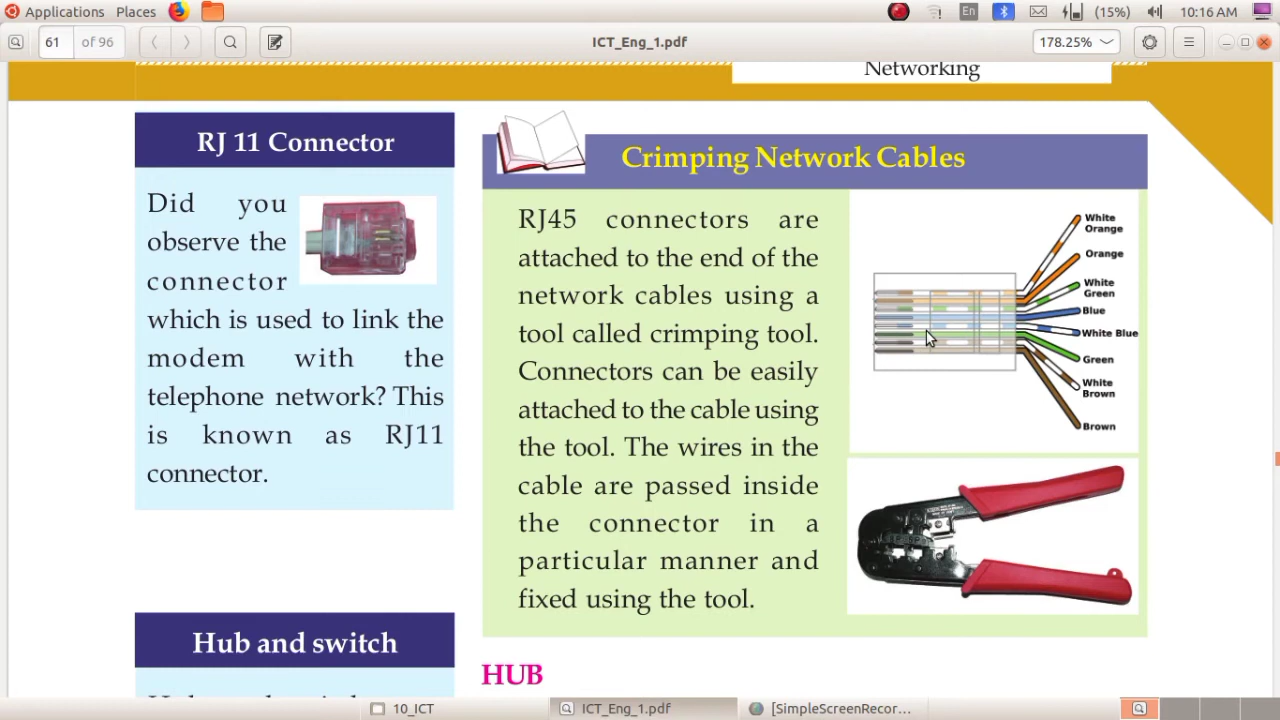 Applications Places En (15%) 10:16 AM
61 of 96 ICT_Eng_1.pdf 178.25%
Networking
RJ 11 Connector
Did you
observe the
connector
which is used to link the
modem with the
telephone network? This
is known as RJ11
connector.
Hub and switch
Crimping Network Cables
RJ45 connectors are
attached to the end of the
network cables using a
tool called crimping tool.
Connectors can be easily
attached to the cable using
the tool. The wires in the
cable are passed inside
the connector in a
particular manner and
fixed using the tool.
White
Orange
Orange
White
Green
Blue
White Blue
Green
White
Brown
Brown
HUB
10_ICT ICT_Eng_1.pdf [SimpleScreenRecor...